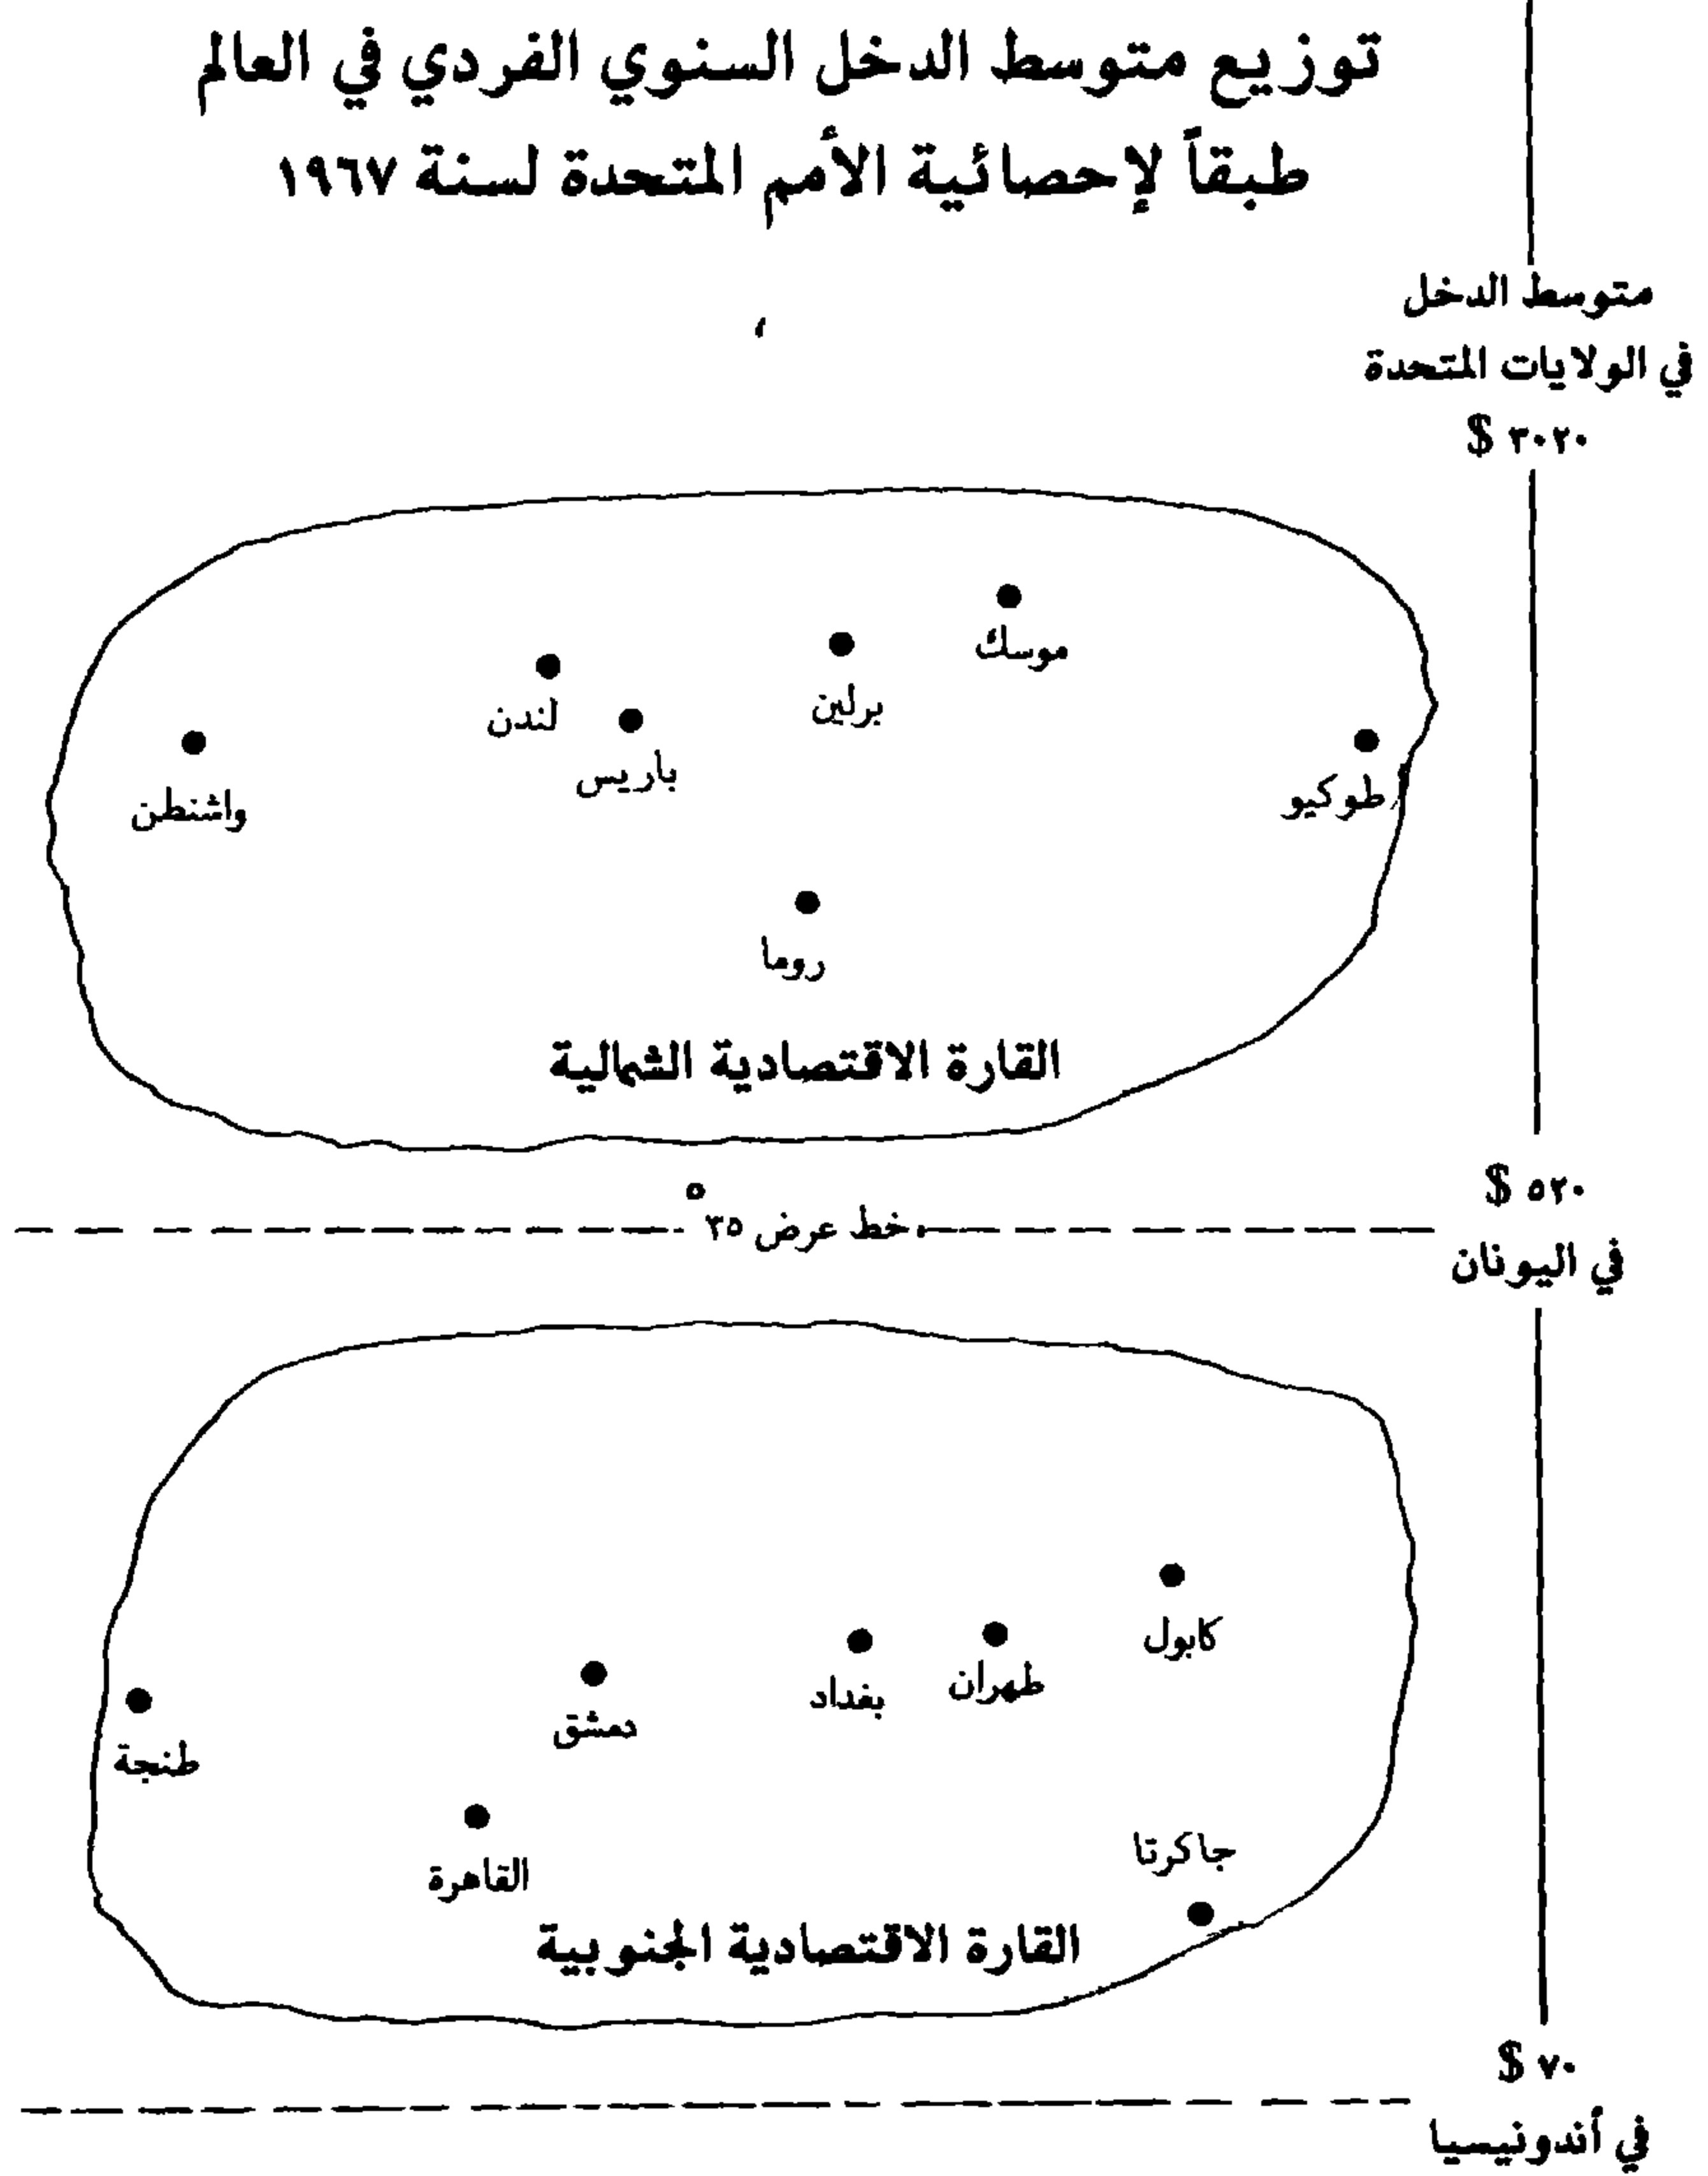 توزيع متوسط الدخل السنوي الفردي في العالم
طبقاً لإحصائية الأمم المتحدة لسنة ١٩٦٧
متوسط الدخل
في الولايات المتحدة
٣٠٢٠ $
موسك
برلين
لندن
باريس
طوكيو
واشنطن
روما
القارة الاقتصادية الشمالية
٥٢٠ $
خط عرض ٣٥°
في اليونان
كابول
طهران
بغداد
دمشق
طنجة
جاكرتا
القاهرة
القارة الاقتصادية الجنوبية
٧٠ $
في أندونيسيا